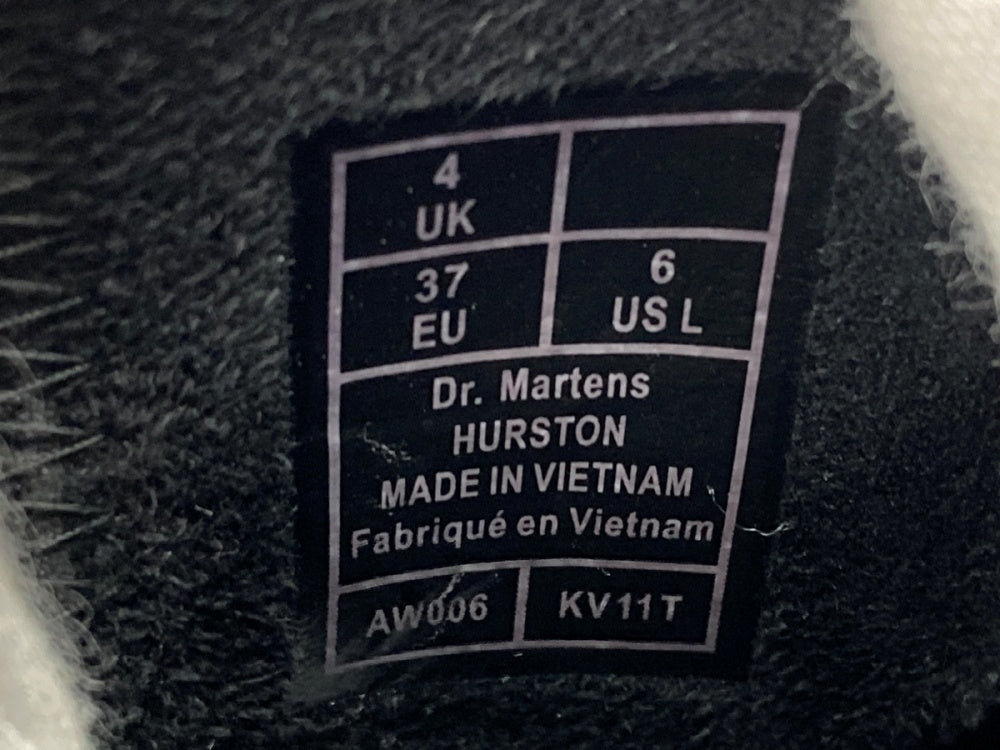 4
UK
37
EU
6
US L
Dr. Martens
HURSTON
MADE IN VIETNAM
Fabriqué en Vietnam
AW006
KV11T